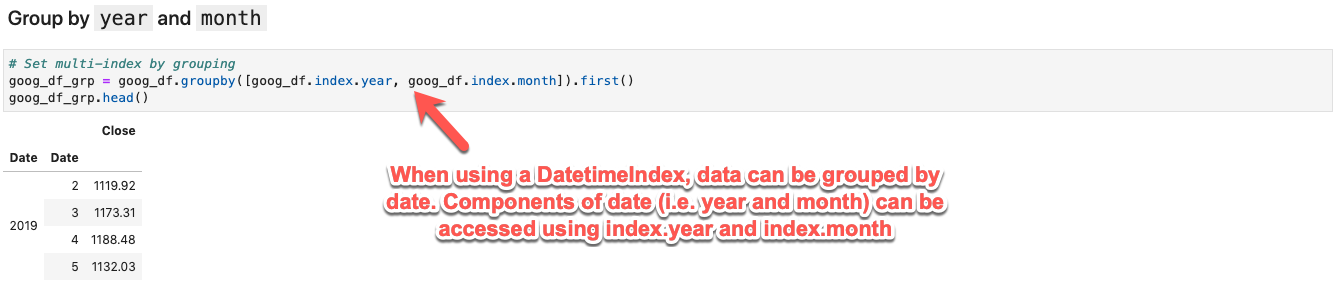 Group by year and month
# Set multi-index by grouping
goog_df_grp = goog_df.groupby([goog_df.index.year, goog_df.index.month]).first()
goog_df_grp.head()
Close
Date Date
2 1119.92
3 1173.31
2019
4 1188.48
5 1132.03
When using a DatetimeIndex, data can be grouped by
date. Components of date (i.e. year and month) can be
accessed using index.year and index.month